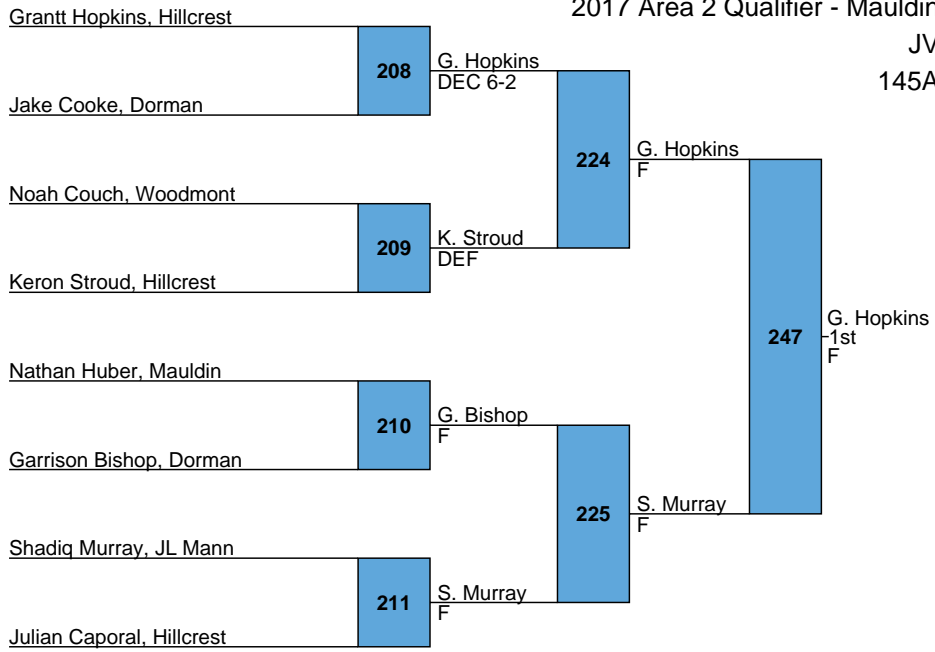 2017 Area 2 Qualifier - Mauldin
JV
145A
Grantt Hopkins, Hillcrest
208
G. Hopkins
DEC 6-2
Jake Cooke, Dorman
224
G. Hopkins
F
Noah Couch, Woodmont
209
K. Stroud
DEF
Keron Stroud, Hillcrest
247
G. Hopkins
1st
F
Nathan Huber, Mauldin
210
G. Bishop
F
Garrison Bishop, Dorman
225
S. Murray
F
Shadiq Murray, JL Mann
211
S. Murray
F
Julian Caporal, Hillcrest